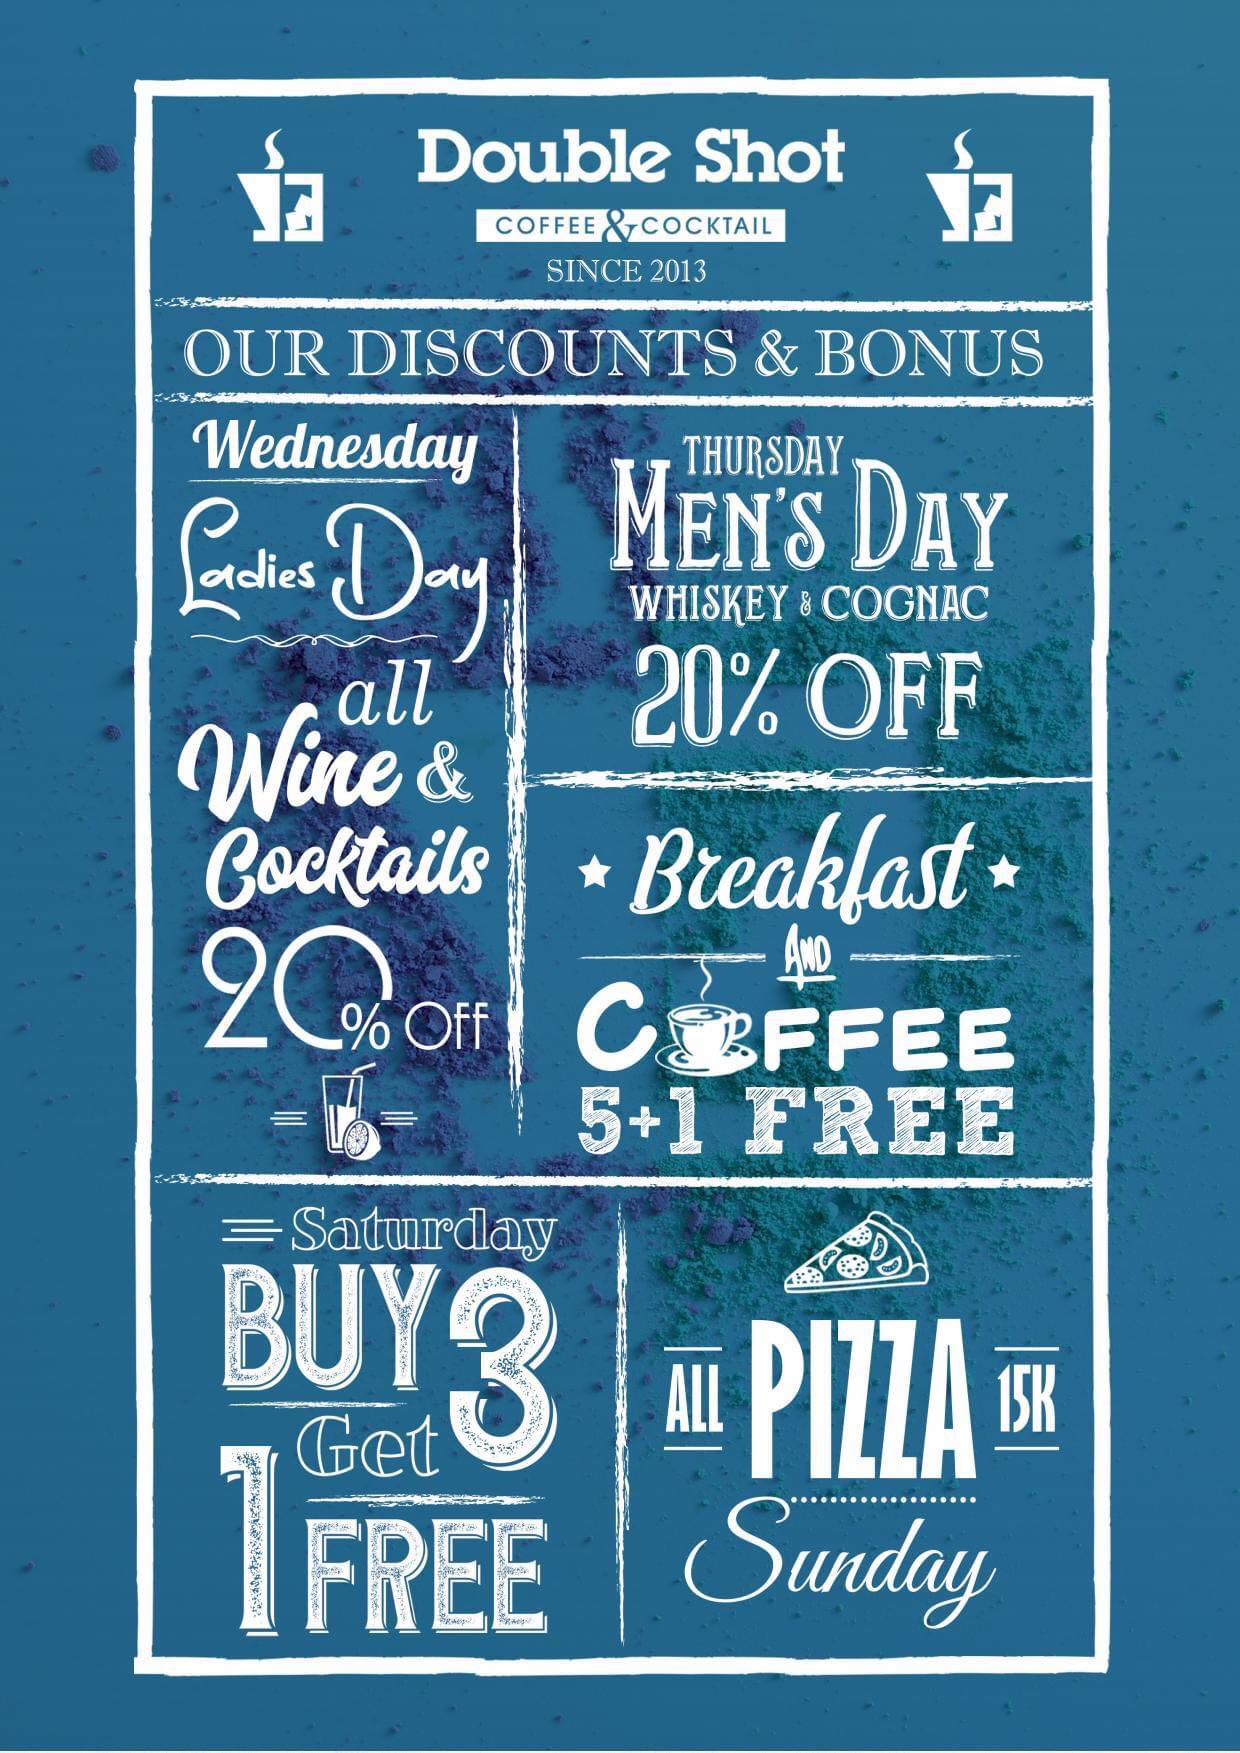 Double Shot
COFFEE & COCKTAIL
SINCE 2013
OUR DISCOUNTS & BONUS
Wednesday
Ladies Day
all
Wine &
Cocktails
20% Off
THURSDAY
MEN'S DAY
WHISKEY & COGNAC
20% OFF
Breakfast
AND
COFFEE
5+1 FREE
Saturday
BUY 3
Get
1 FREE
ALL PIZZA 15K
Sunday